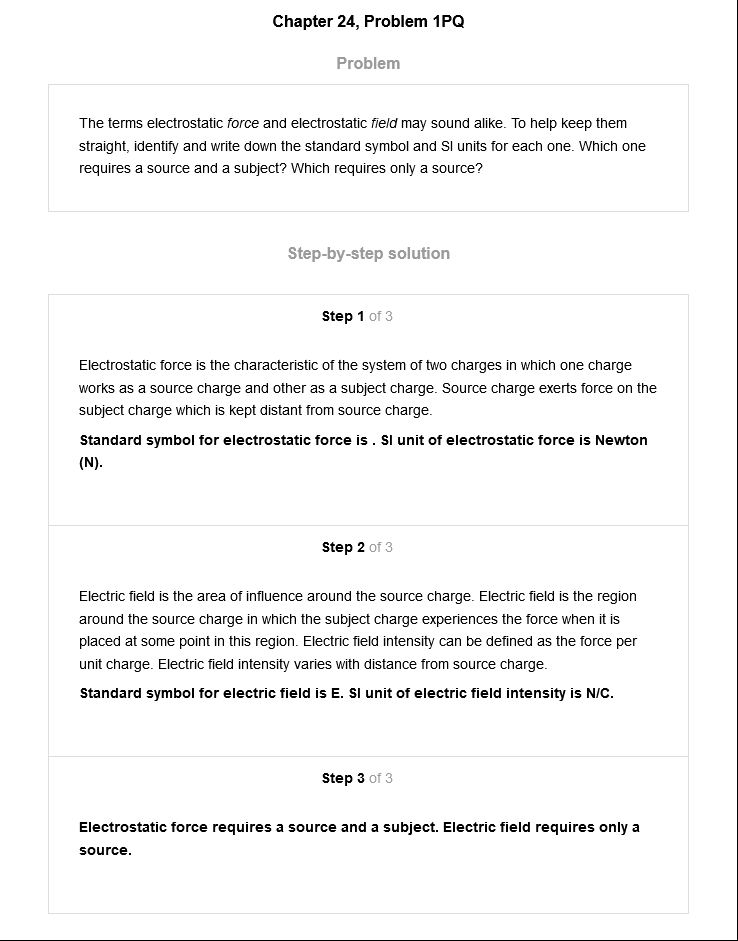 Chapter 24, Problem 1PQ
Problem
The terms electrostatic force and electrostatic field may sound alike. To help keep them
straight, identify and write down the standard symbol and SI units for each one. Which one
requires a source and a subject? Which requires only a source?
Step-by-step solution
Step 1 of 3
Electrostatic force is the characteristic of the system of two charges in which one charge
works as a source charge and other as a subject charge. Source charge exerts force on the
subject charge which is kept distant from source charge.
Standard symbol for electrostatic force is . SI unit of electrostatic force is Newton
(N).
Step 2 of 3
Electric field is the area of influence around the source charge. Electric field is the region
around the source charge in which the subject charge experiences the force when it is
placed at some point in this region. Electric field intensity can be defined as the force per
unit charge. Electric field intensity varies with distance from source charge.
Standard symbol for electric field is E. SI unit of electric field intensity is N/C.
Step 3 of 3
Electrostatic force requires a source and a subject. Electric field requires only a
source.